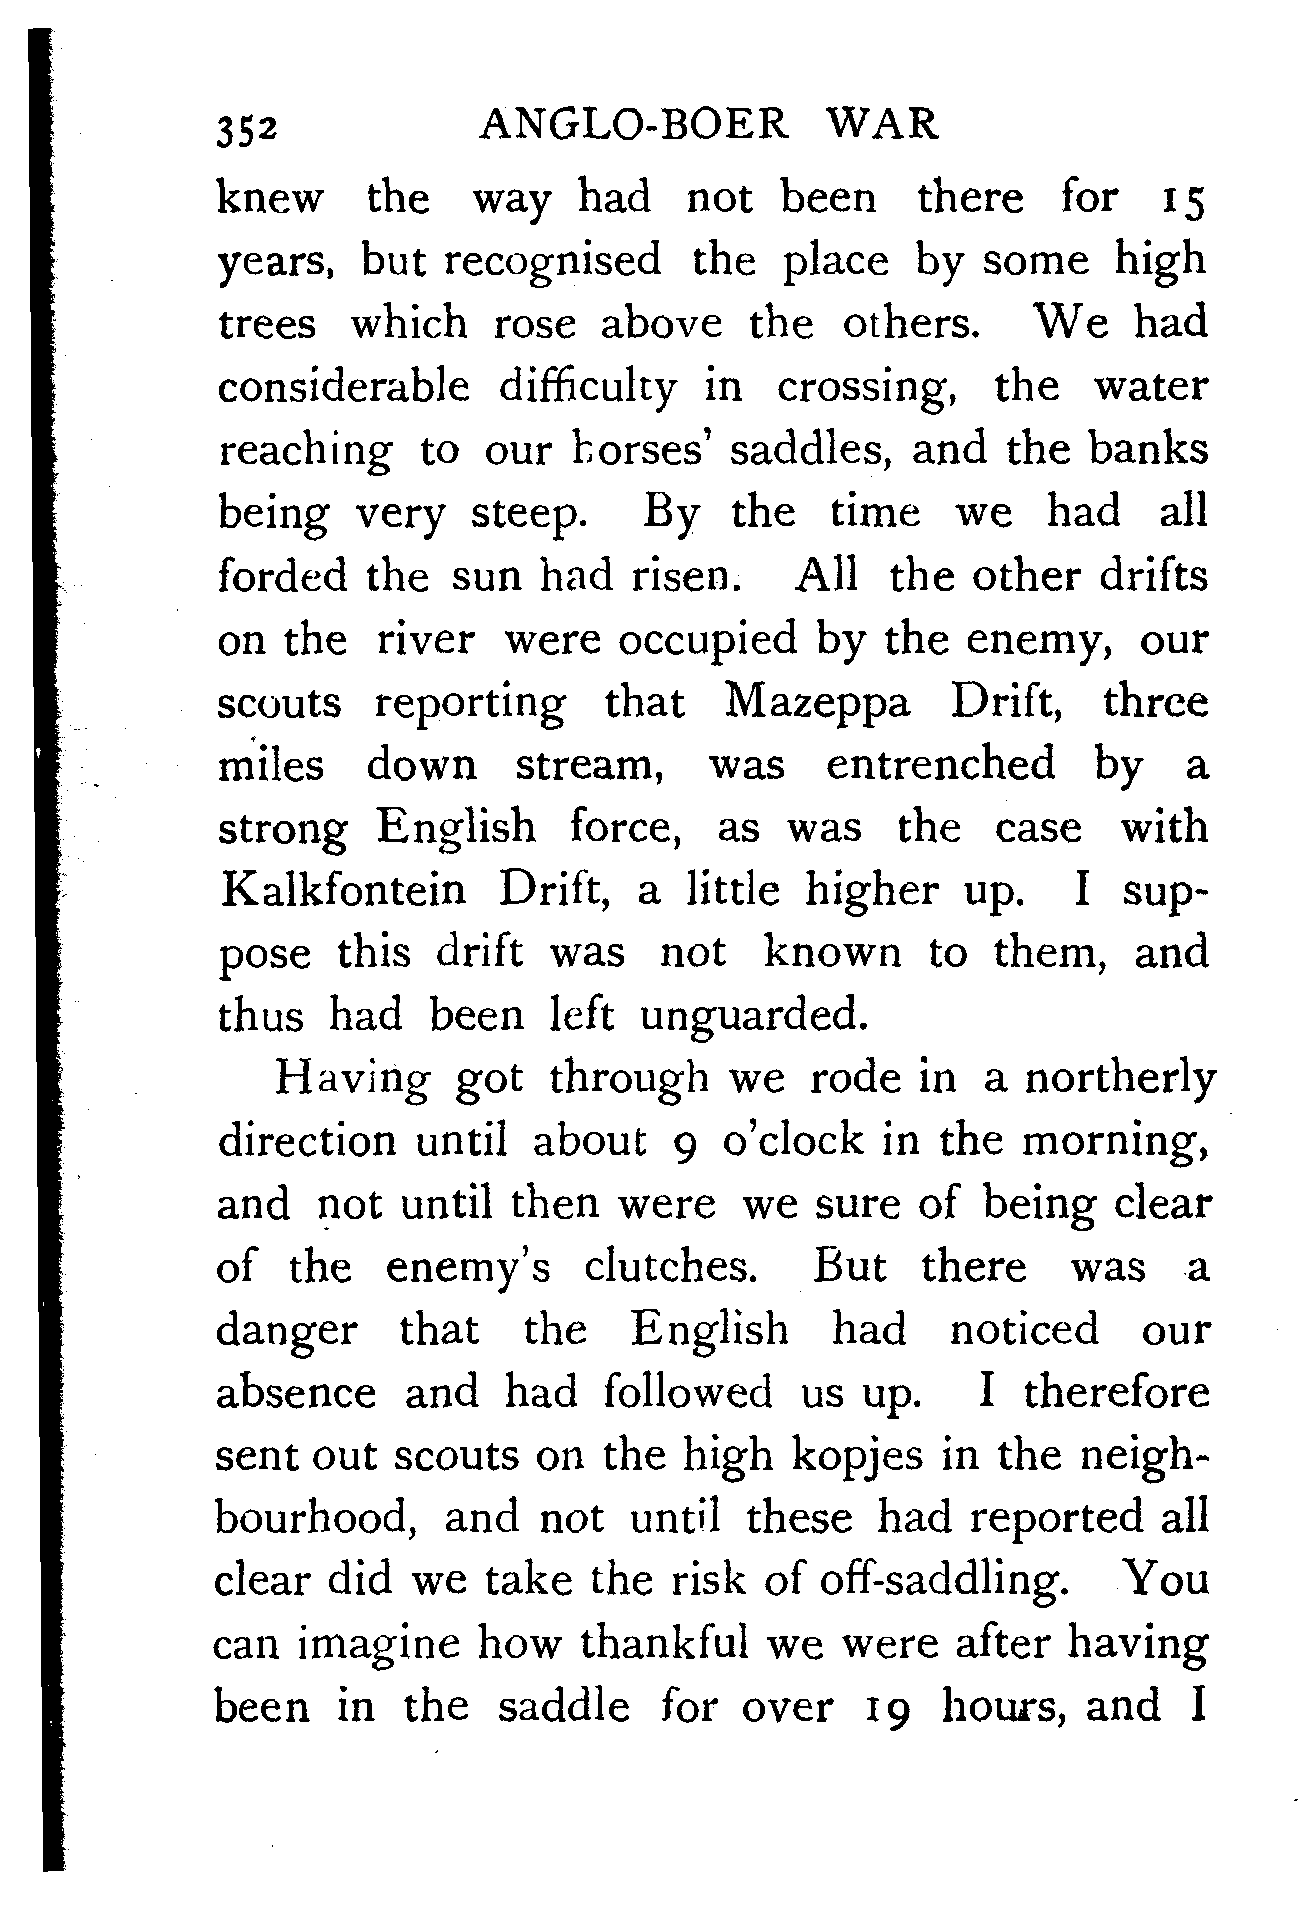 352 ANGLO-BOER WAR
knew the way had not been there for 15
years, but recognised the place by some high
trees which rose above the others. We had
considerable difficulty in crossing, the water
reaching to our horses' saddles, and the banks
being very steep. By the time we had all
forded the sun had risen. All the other drifts
on the river were occupied by the enemy, our
scouts reporting that Mazeppa Drift, three
miles down stream, was entrenched by a
strong English force, as was the case with
Kalkfontein Drift, a little higher up. I sup-
pose this drift was not known to them, and
thus had been left unguarded.
Having got through we rode in a northerly
direction until about 9 o'clock in the morning,
and not until then were we sure of being clear
of the enemy's clutches. But there was a
danger that the English had noticed our
absence and had followed us up. I therefore
sent out scouts on the high kopjes in the neigh-
bourhood, and not until these had reported all
clear did we take the risk of off-saddling. You
can imagine how thankful we were after having
been in the saddle for over 19 hours, and I